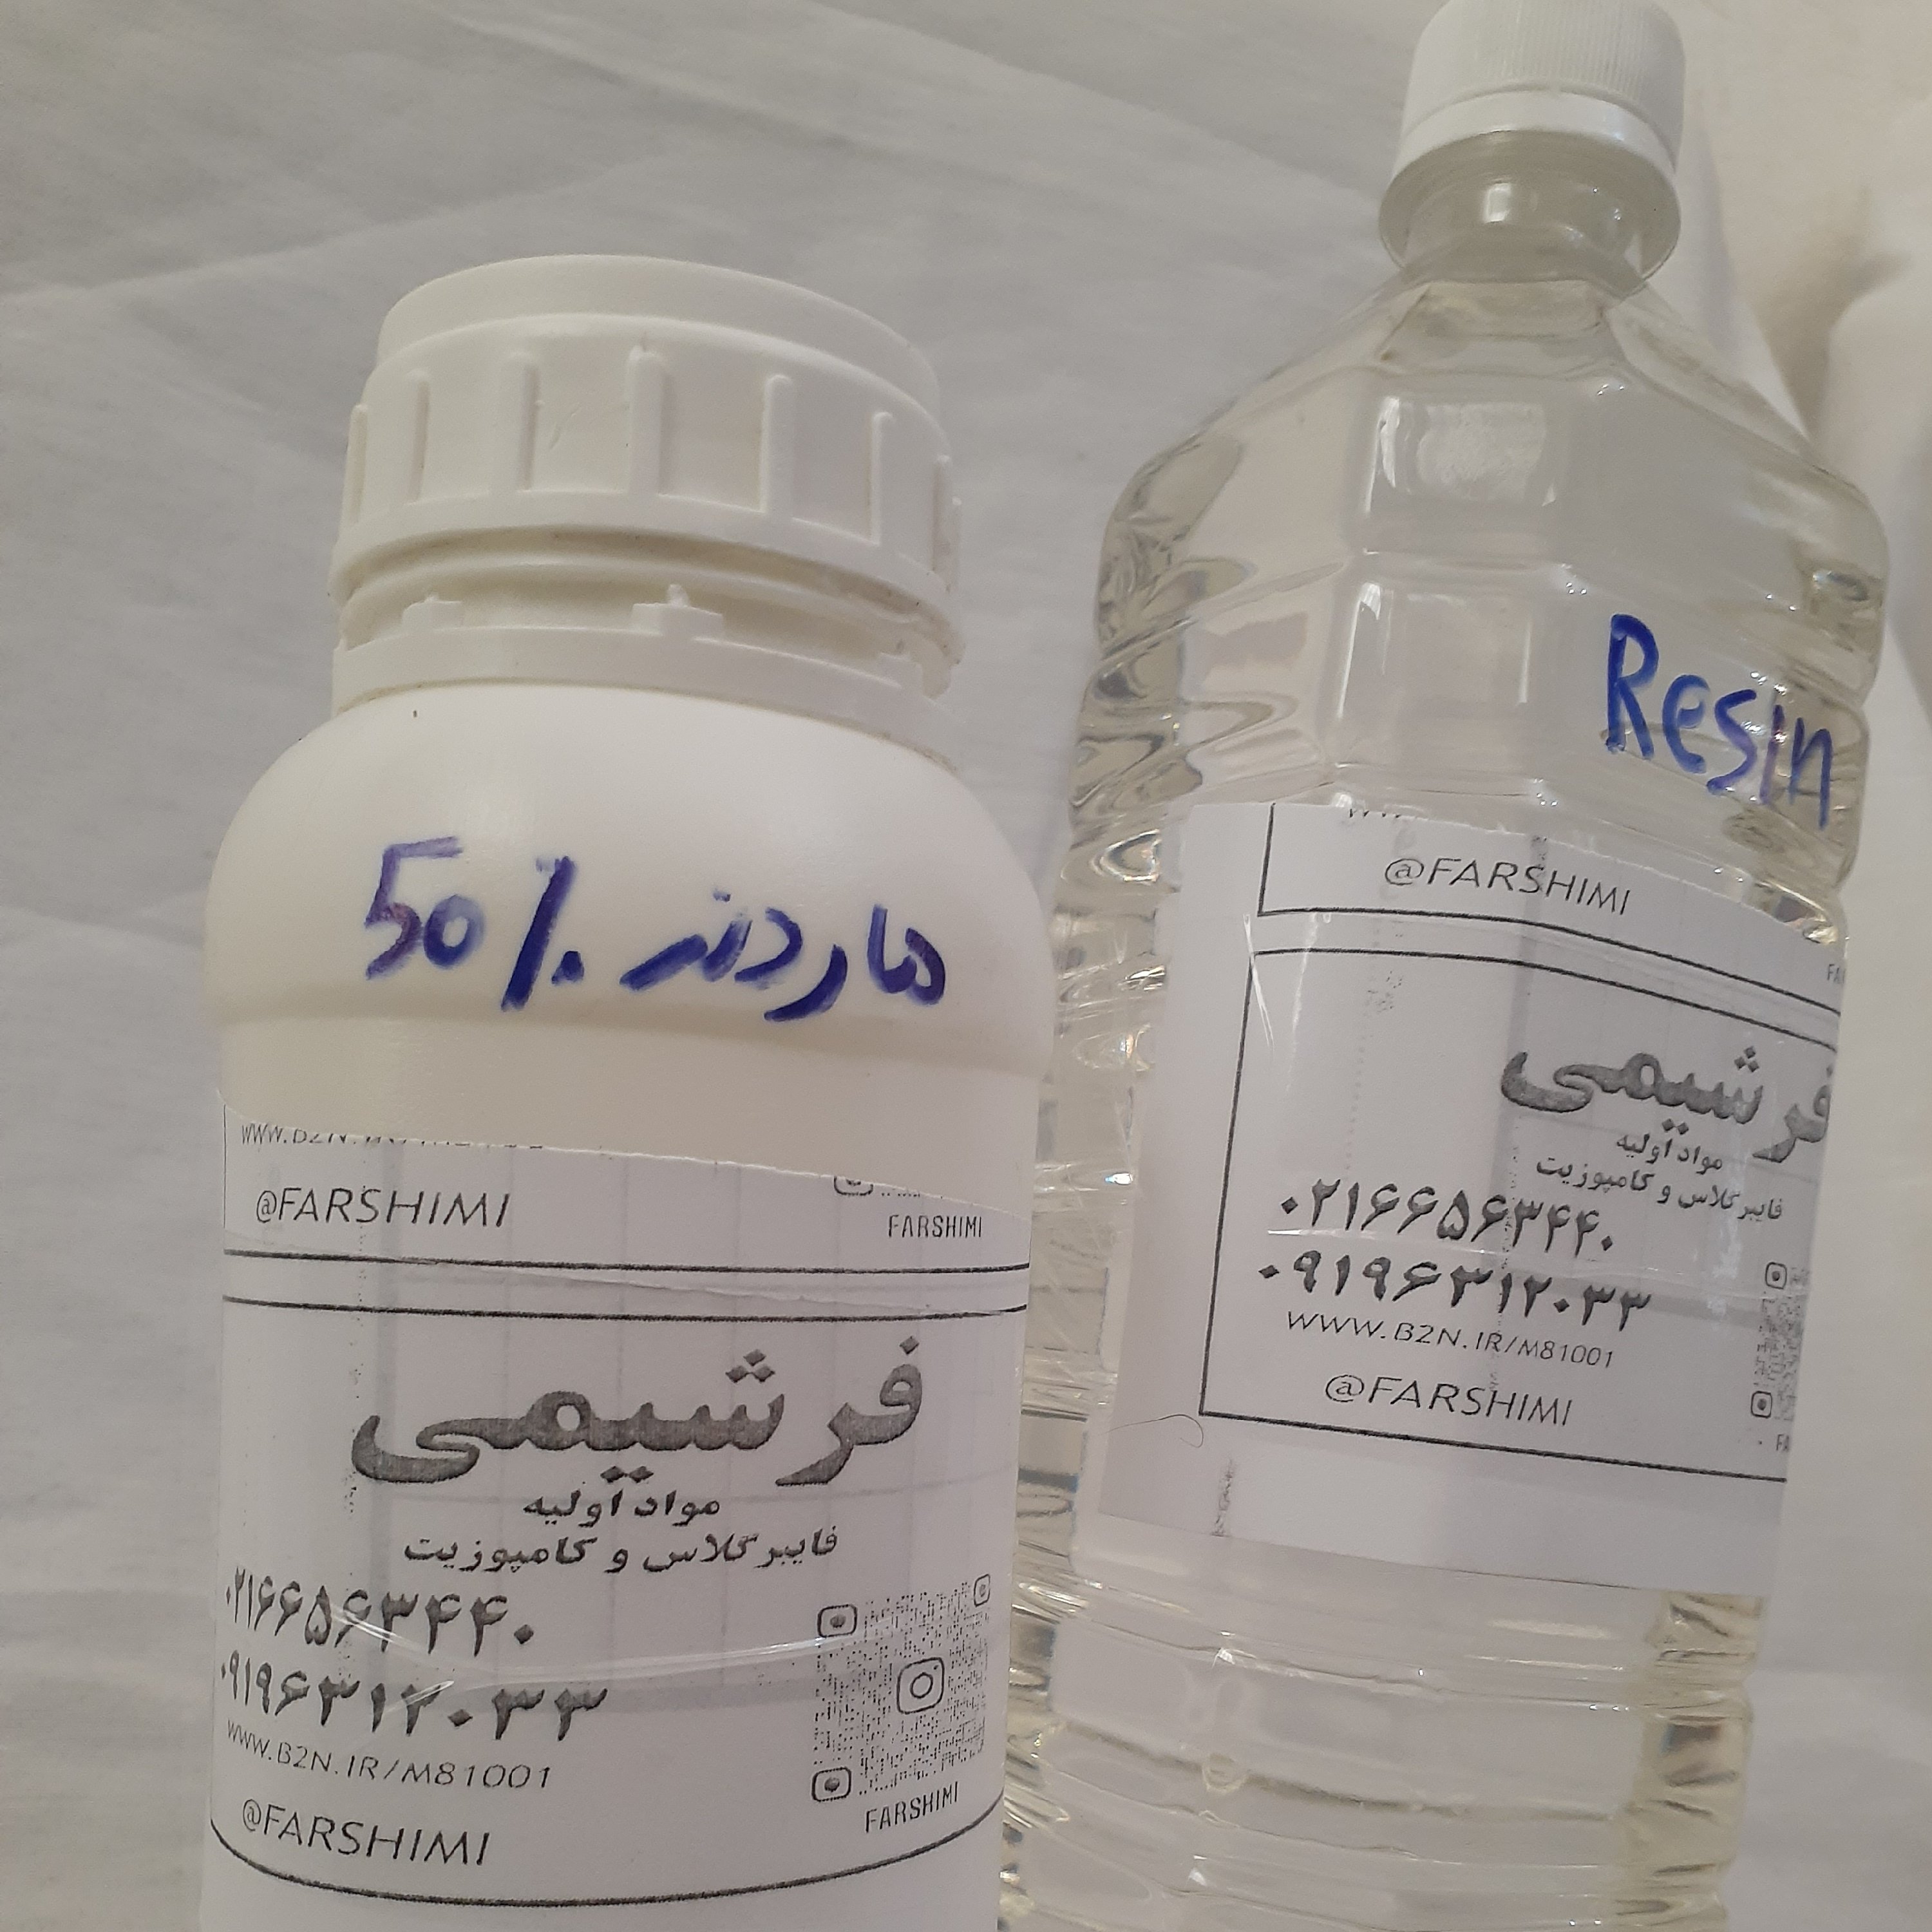 50٪ هاردنر
@FARSHIMI
FARSHIMI
فرشیمی
مواد اولیه
فایبرگلاس و کامپوزیت
۰۲۱۶۶۵۶۳۴۴۰
۰۹۱۹۶۳۱۲۰۳۳
WWW.B2N.IR/M81001
@FARSHIMI
FARSHIMI
Resin
@FARSHIMI
فرشیمی
مواد اولیه
فایبرگلاس و کامپوزیت
۰۲۱۶۶۵۶۳۴۴۰
۰۹۱۹۶۳۱۲۰۳۳
WWW.B2N.IR/M81001
@FARSHIMI